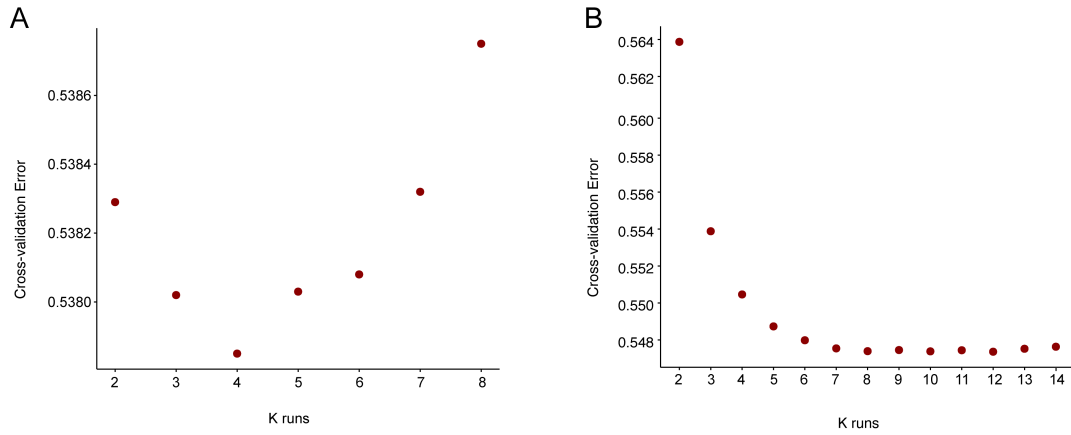 A
Cross-validation Error
0.5386
0.5384
0.5382
0.5380
2 3 4 5 6 7 8
K runs
B
Cross-validation Error
0.564
0.562
0.560
0.558
0.556
0.554
0.552
0.550
0.548
2 3 4 5 6 7 8 9 10 11 12 13 14
K runs